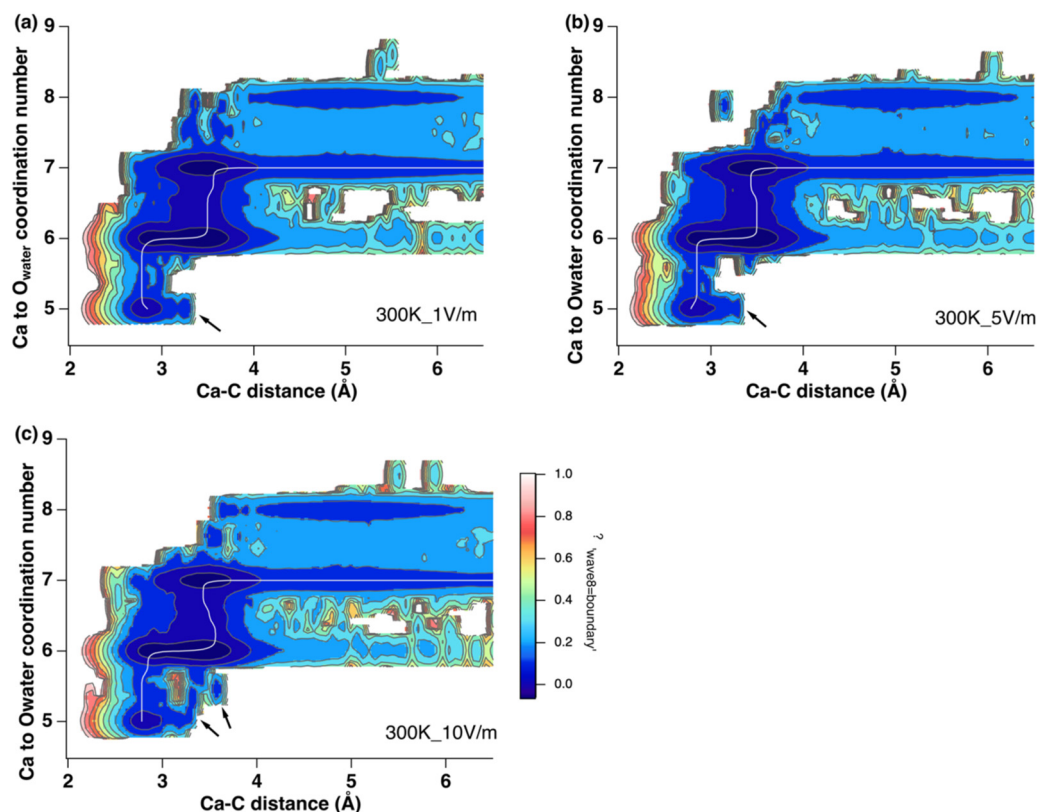 (a)
9
8
7
6
5
Ca to Owater coordination number
2
3
4
5
6
Ca-C distance (Å)
300K_1V/m
(b)
9
8
7
6
5
Ca to Owater coordination number
2
3
4
5
6
Ca-C distance (Å)
300K_5V/m
(c)
9
8
7
6
5
Ca to Owater coordination number
2
3
4
5
6
Ca-C distance (Å)
300K_10V/m
1.0
0.8
0.6
0.4
0.2
0.0
? 'wave8=boundary'